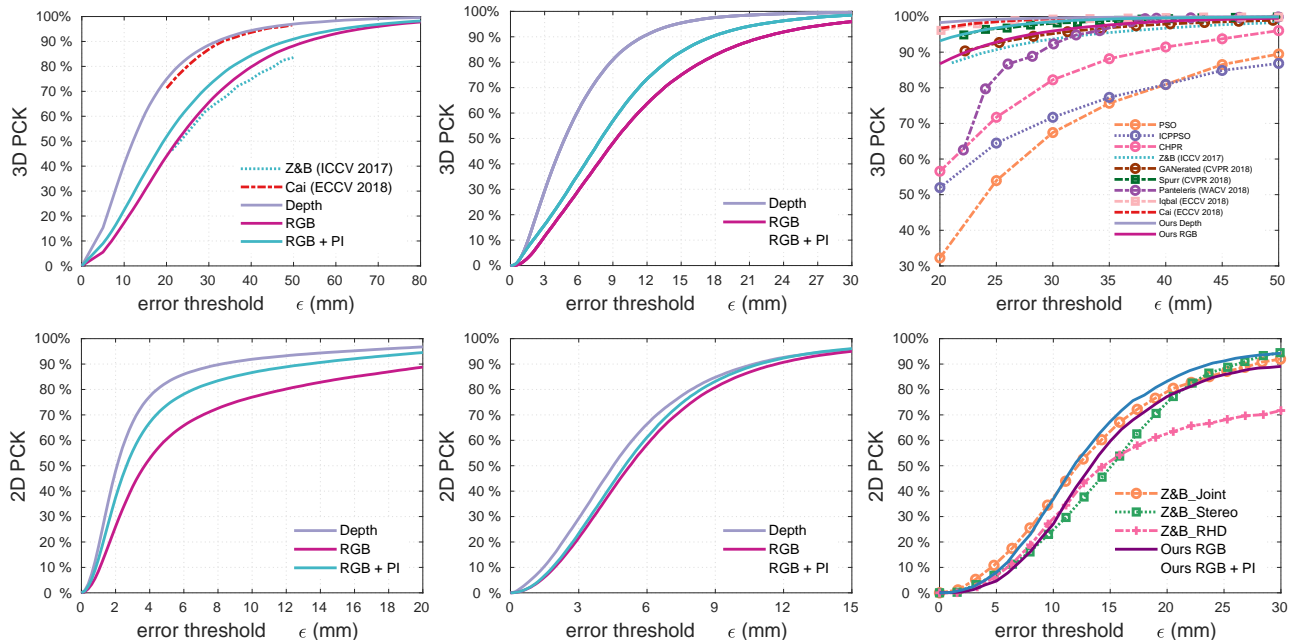 3D PCK
100%
90 %
80 %
70 %
60 %
50 %
40 %
30 %
20 %
10 %
0 %
0 10 20 30 40 50 60 70 80
error threshold ϵ (mm)
Z&B (ICCV 2017)
Cai (ECCV 2018)
Depth
RGB
RGB + PI
3D PCK
100%
90 %
80 %
70 %
60 %
50 %
40 %
30 %
20 %
10 %
0 %
0 3 6 9 12 15 18 21 24 27 30
error threshold ϵ (mm)
Depth
RGB
RGB + PI
3D PCK
100%
90 %
80 %
70 %
60 %
50 %
40 %
30 %
20 25 30 35 40 45 50
error threshold ϵ (mm)
PSO
ICPPSO
CHPR
Z&B (ICCV 2017)
GANerated (CVPR 2018)
Spurr (CVPR 2018)
Panteleris (WACV 2018)
Iqbal (ECCV 2018)
Cai (ECCV 2018)
Ours Depth
Ours RGB
2D PCK
100%
90 %
80 %
70 %
60 %
50 %
40 %
30 %
20 %
10 %
0 %
0 2 4 6 8 10 12 14 16 18 20
error threshold ϵ (mm)
Depth
RGB
RGB + PI
2D PCK
100%
90 %
80 %
70 %
60 %
50 %
40 %
30 %
20 %
10 %
0 %
0 3 6 9 12 15
error threshold ϵ (mm)
Depth
RGB
RGB + PI
2D PCK
100%
90 %
80 %
70 %
60 %
50 %
40 %
30 %
20 %
10 %
0 %
0 5 10 15 20 25 30
error threshold ϵ (mm)
Z&B_Joint
Z&B_Stereo
Z&B_RHD
Ours RGB
Ours RGB + PI